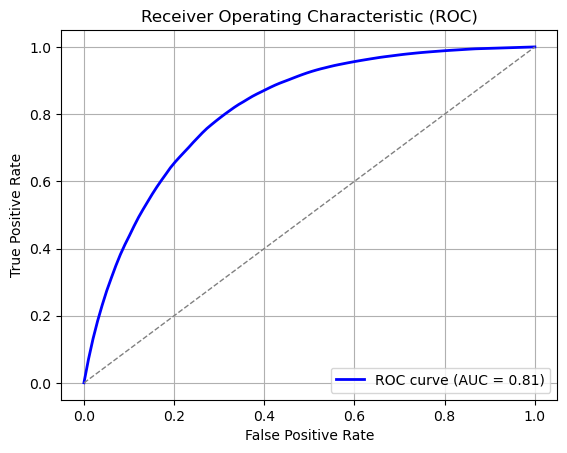 Receiver Operating Characteristic (ROC)
1.0
0.8
0.6
0.4
0.2
0.0
True Positive Rate
ROC curve (AUC = 0.81)
0.0 0.2 0.4 0.6 0.8 1.0
False Positive Rate